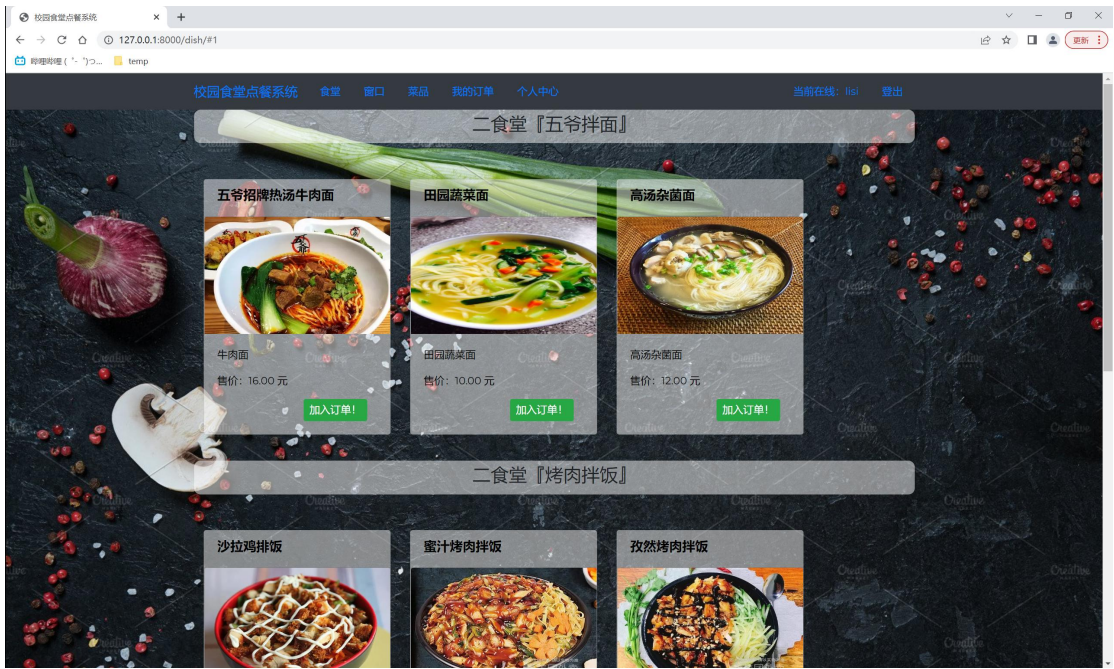 校园食堂点餐系统
127.0.0.1:8000/dish/#1
更新
哔哩哔哩 ( ゜- ゜)つ...
temp
校园食堂点餐系统 食堂 窗口 菜品 我的订单 个人中心 当前在线: lisi 登出
二食堂『五爷拌面』
五爷招牌热汤牛肉面 田园蔬菜面 高汤杂菌面
牛肉面 田园蔬菜面 高汤杂菌面
售价: 16.00 元 售价: 10.00 元 售价: 12.00 元
加入订单! 加入订单! 加入订单!
二食堂『烤肉拌饭』
沙拉鸡排饭 蜜汁烤肉拌饭 孜然烤肉拌饭